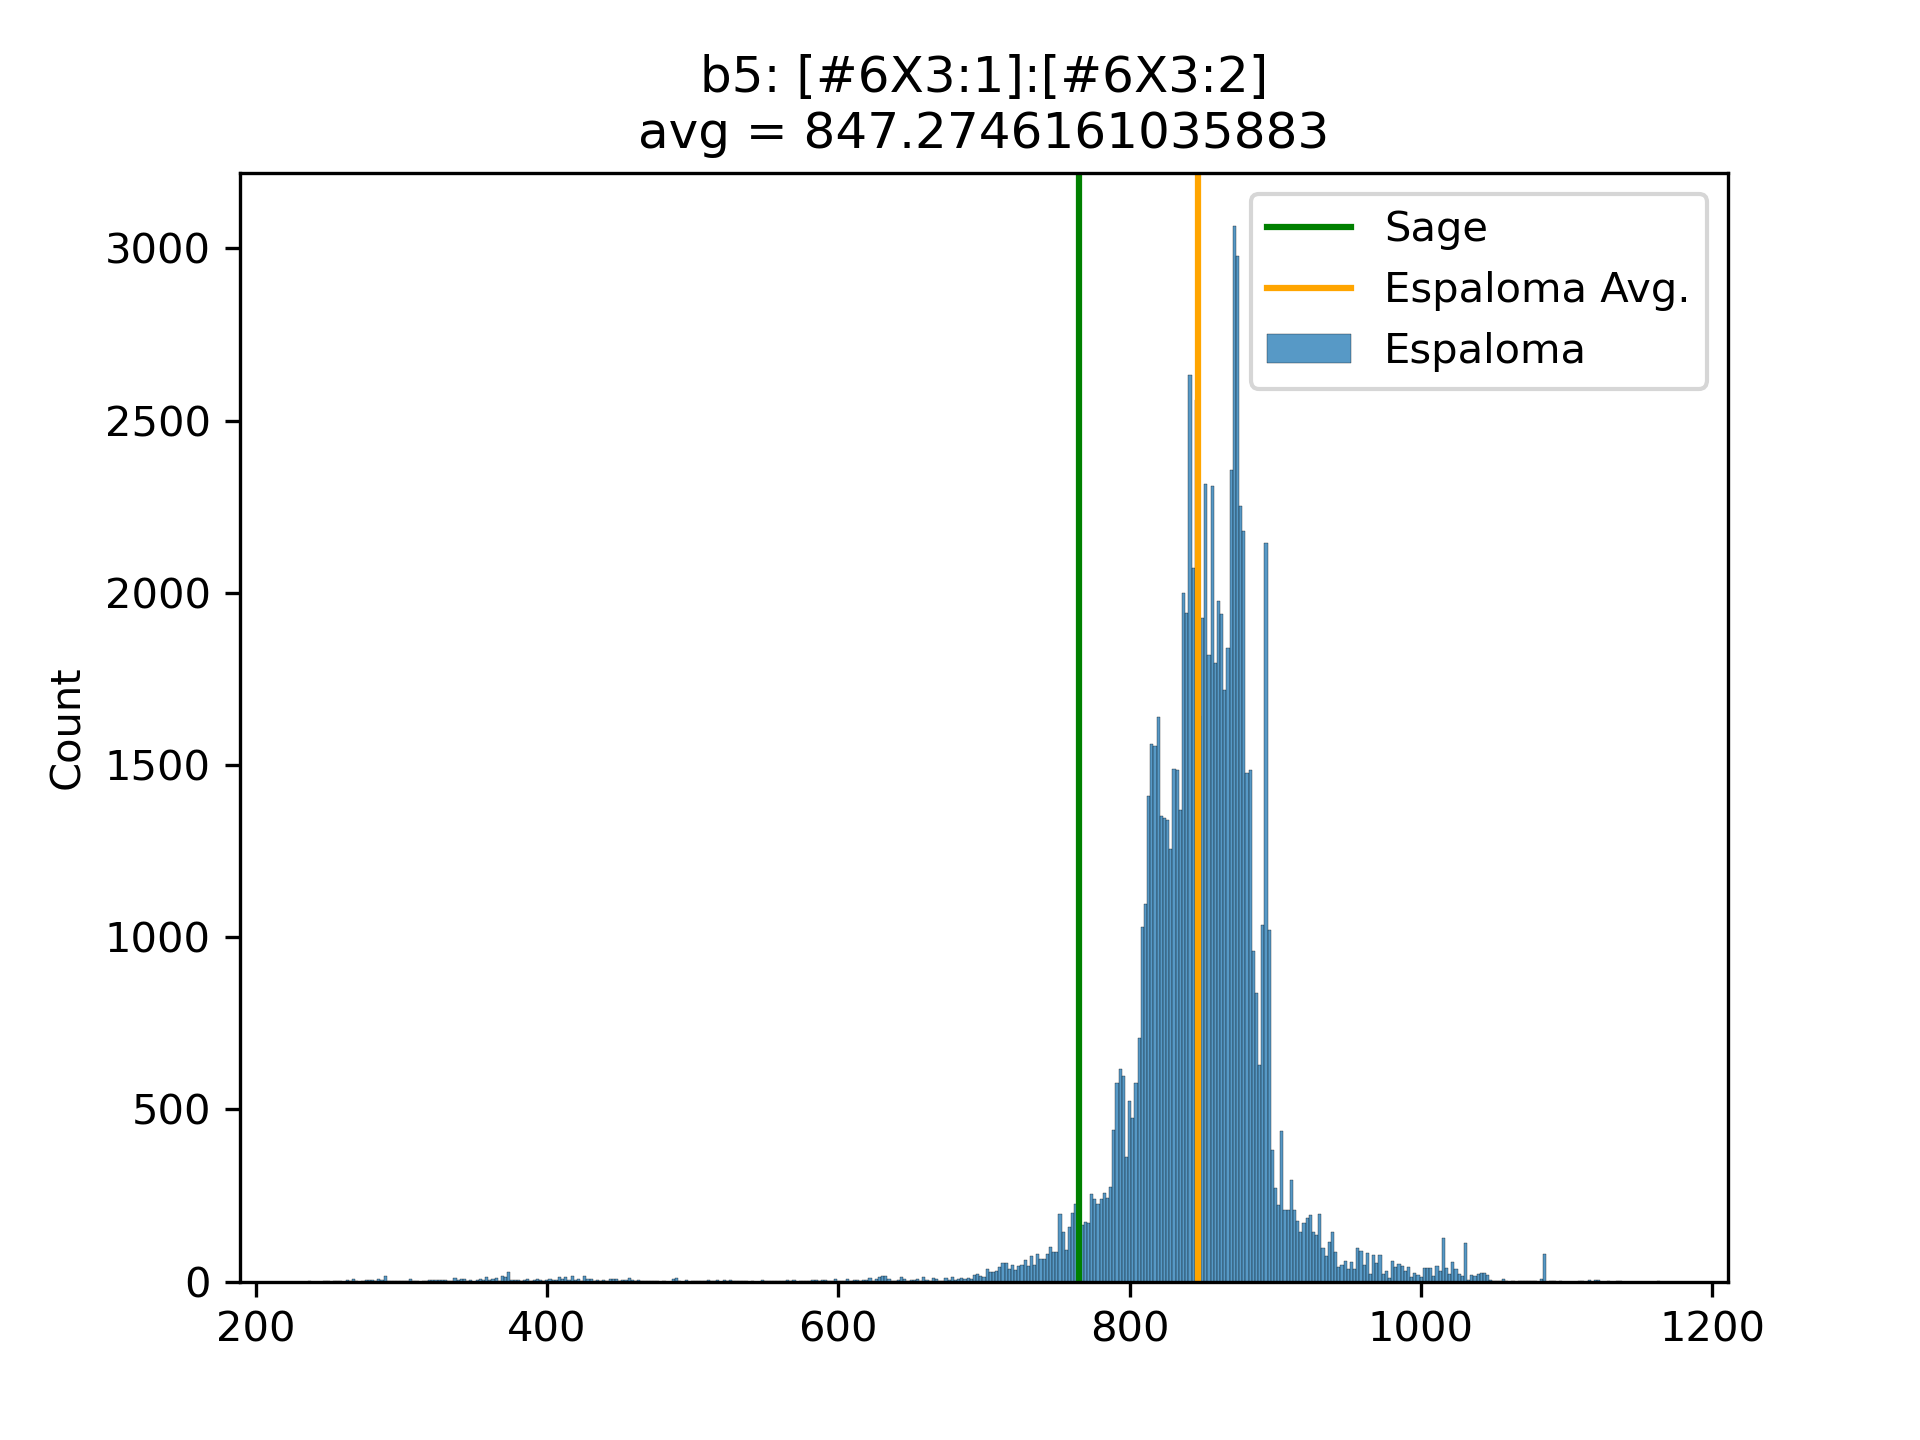 b5: [#6X3:1]:[#6X3:2]
avg = 847.2746161035883
Sage
Espaloma Avg.
Espaloma
Count
3000
2500
2000
1500
1000
500
0
200 400 600 800 1000 1200